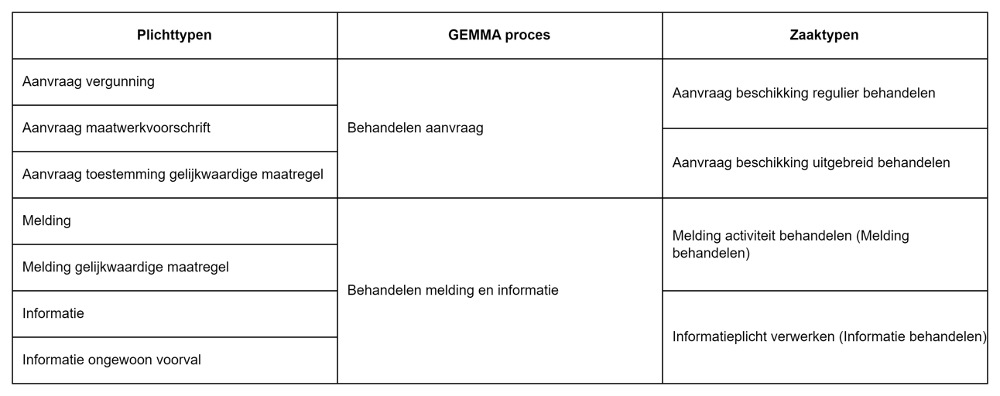 Plichttypen
GEMMA proces
Zaaktypen
Aanvraag vergunning
Aanvraag maatwerkvoorschrift
Aanvraag toestemming gelijkwaardige maatregel
Behandelen aanvraag
Aanvraag beschikking regulier behandelen
Aanvraag beschikking uitgebreid behandelen
Melding
Melding gelijkwaardige maatregel
Informatie
Informatie ongewoon voorval
Behandelen melding en informatie
Melding activiteit behandelen (Melding
behandelen)
Informatieplicht verwerken (Informatie behandelen)